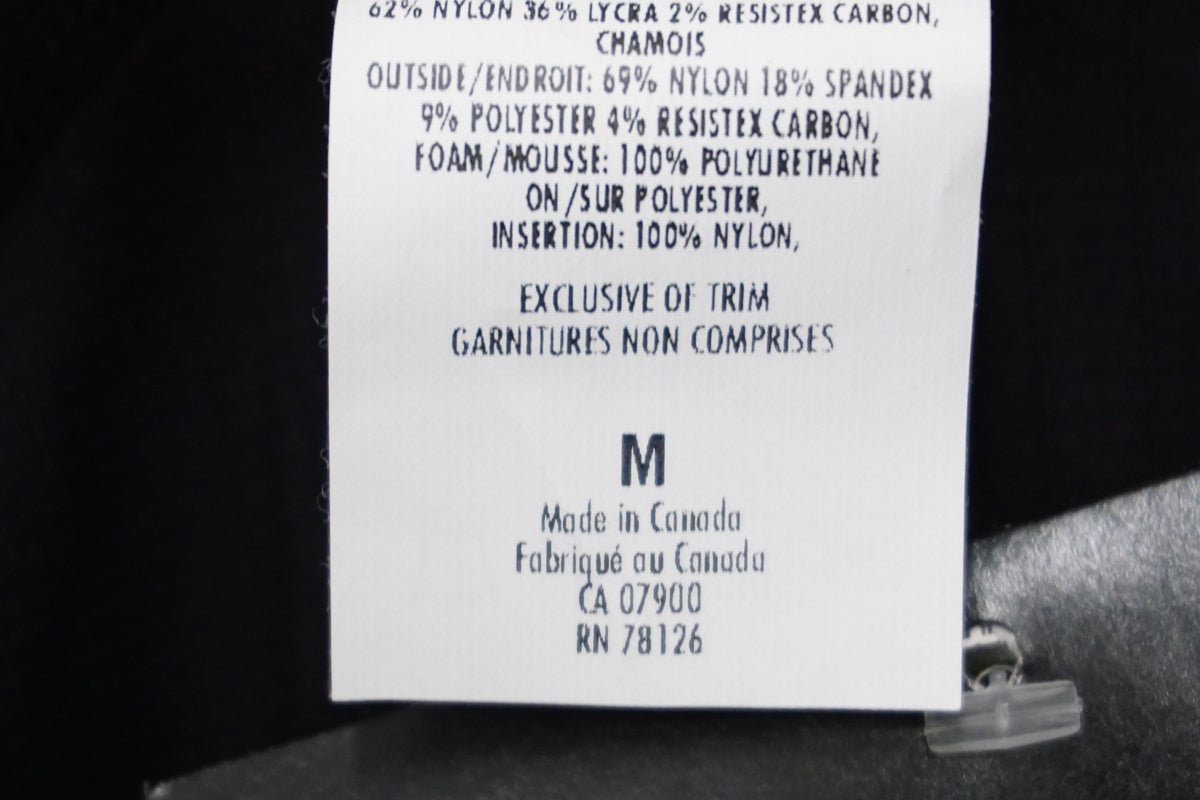 62% NYLON 36% LYCRA 2% RESISTEX CARBON,
CHAMOIS
OUTSIDE/ENDROIT: 69% NYLON 18% SPANDEX
9% POLYESTER 4% RESISTEX CARBON,
FOAM/MOUSSE: 100% POLYURETHANE
ON/SUR POLYESTER,
INSERTION: 100% NYLON,
EXCLUSIVE OF TRIM
GARNITURES NON COMPRISES
M
Made in Canada
Fabriqué au Canada
CA 07900
RN 78126